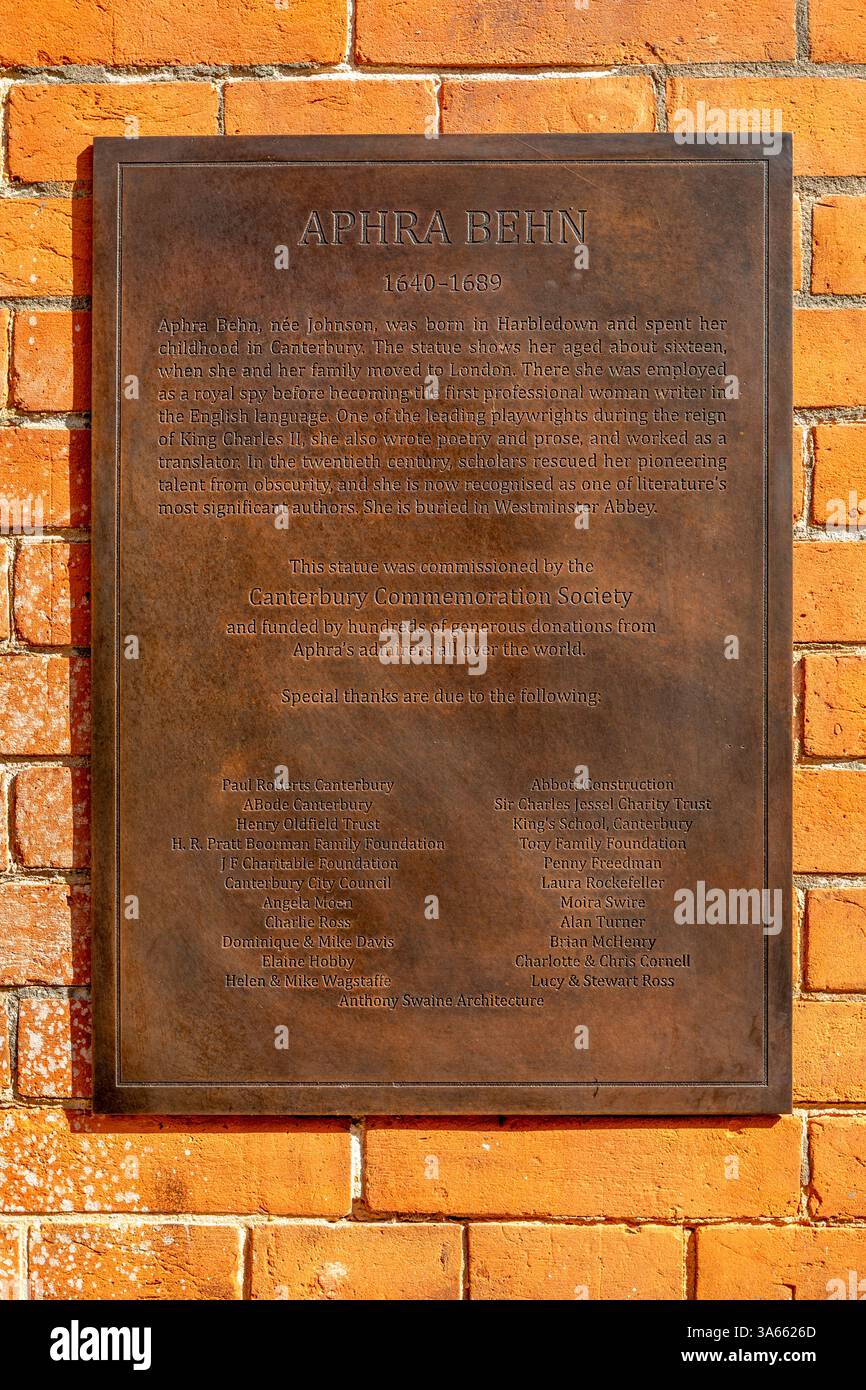 APHRA BEHN
1640–1689
Aphra Behn, née Johnson, was born in Harbledown and spent her
childhood in Canterbury. The statue shows her aged about sixteen,
when she and her family moved to London. There she was employed
as a royal spy before becoming the first professional woman writer in
the English language. One of the leading playwrights during the reign
of King Charles II, she also wrote poetry and prose, and worked as a
translator. In the twentieth century, scholars rescued her pioneering
talent from obscurity, and she is now recognised as one of literature's
most significant authors. She is buried in Westminster Abbey.
This statue was commissioned by the
Canterbury Commemoration Society
and funded by hundreds of generous donations from
Aphra's admirers all over the world.
Special thanks are due to the following:
Paul Roberts Canterbury
ABode Canterbury
Henry Oldfield Trust
H. R. Pratt Boorman Family Foundation
J F Charitable Foundation
Canterbury City Council
Angela Moen
Charlie Ross
Dominique & Mike Davis
Elaine Hobby
Helen & Mike Wagstaffe
Abbott Construction
Sir Charles Jessel Charity Trust
King's School, Canterbury
Tory Family Foundation
Penny Freedman
Laura Rockefeller
Moira Swire
Alan Turner
Brian McHenry
Charlotte & Chris Cornell
Lucy & Stewart Ross
Anthony Swaine Architecture
alamy
alamy
alamy
a
a
a
a
alamy
Image ID: 3A6626D
www.alamy.com